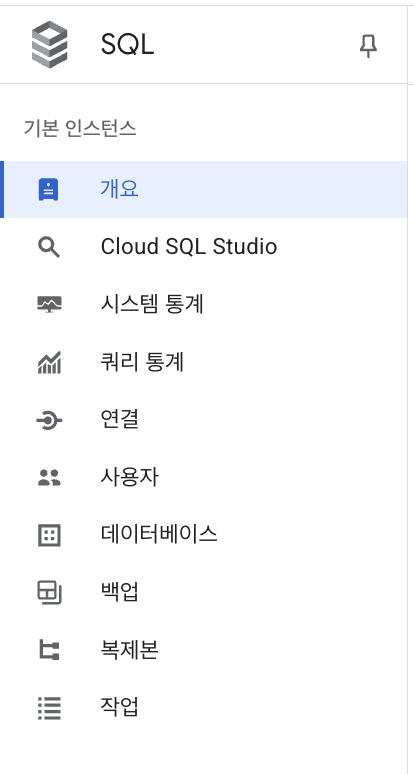 SQL
기본 인스턴스
개요
Cloud SQL Studio
시스템 통계
쿼리 통계
연결
사용자
데이터베이스
백업
복제본
작업